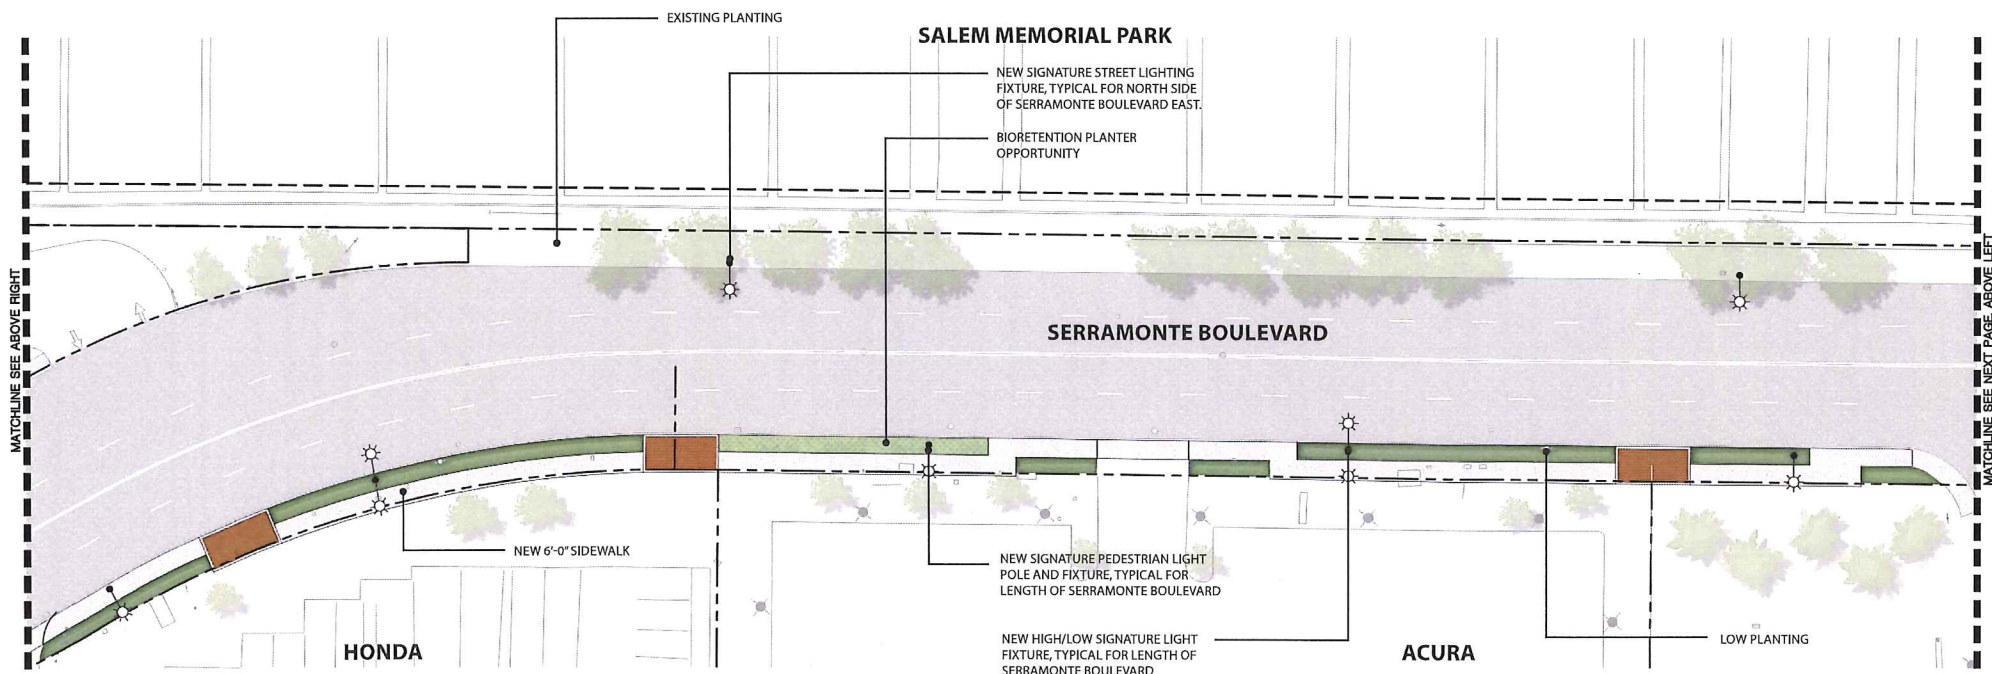 EXISTING PLANTING
SALEM MEMORIAL PARK
NEW SIGNATURE STREET LIGHTING
FIXTURE, TYPICAL FOR NORTH SIDE
OF SERRAMONTE BOULEVARD EAST.
BIORETENTION PLANTER
OPPORTUNITY
MATCHLINE SEE ABOVE RIGHT
SERRAMONTE BOULEVARD
MATCHLINE SEE NEXT PAGE, ABOVE LEFT
NEW 6'-0" SIDEWALK
NEW SIGNATURE PEDESTRIAN LIGHT
POLE AND FIXTURE, TYPICAL FOR
LENGTH OF SERRAMONTE BOULEVARD
HONDA
NEW HIGH/LOW SIGNATURE LIGHT
FIXTURE, TYPICAL FOR LENGTH OF
SERRAMONTE BOULEVARD
ACURA
LOW PLANTING